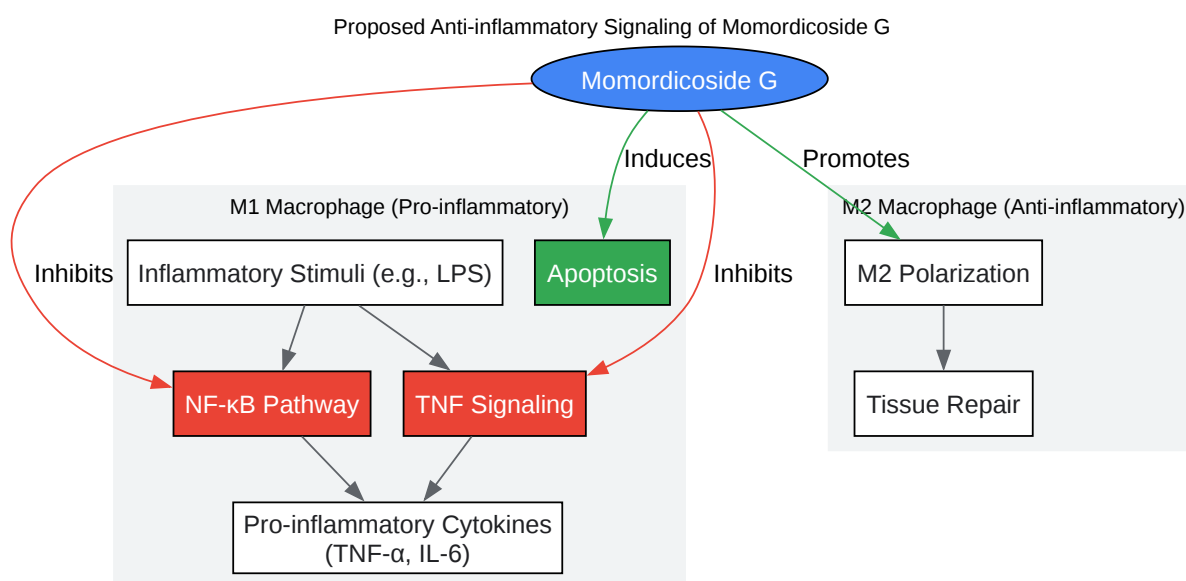 Proposed Anti-inflammatory Signaling of Momordicoside G
Momordicoside G
Induces
Promotes
M1 Macrophage (Pro-inflammatory)
M2 Macrophage (Anti-inflammatory)
Inhibits
Inflammatory Stimuli (e.g., LPS)
Apoptosis
Inhibits
M2 Polarization
NF-κB Pathway
TNF Signaling
Tissue Repair
Pro-inflammatory Cytokines
(TNF-α, IL-6)